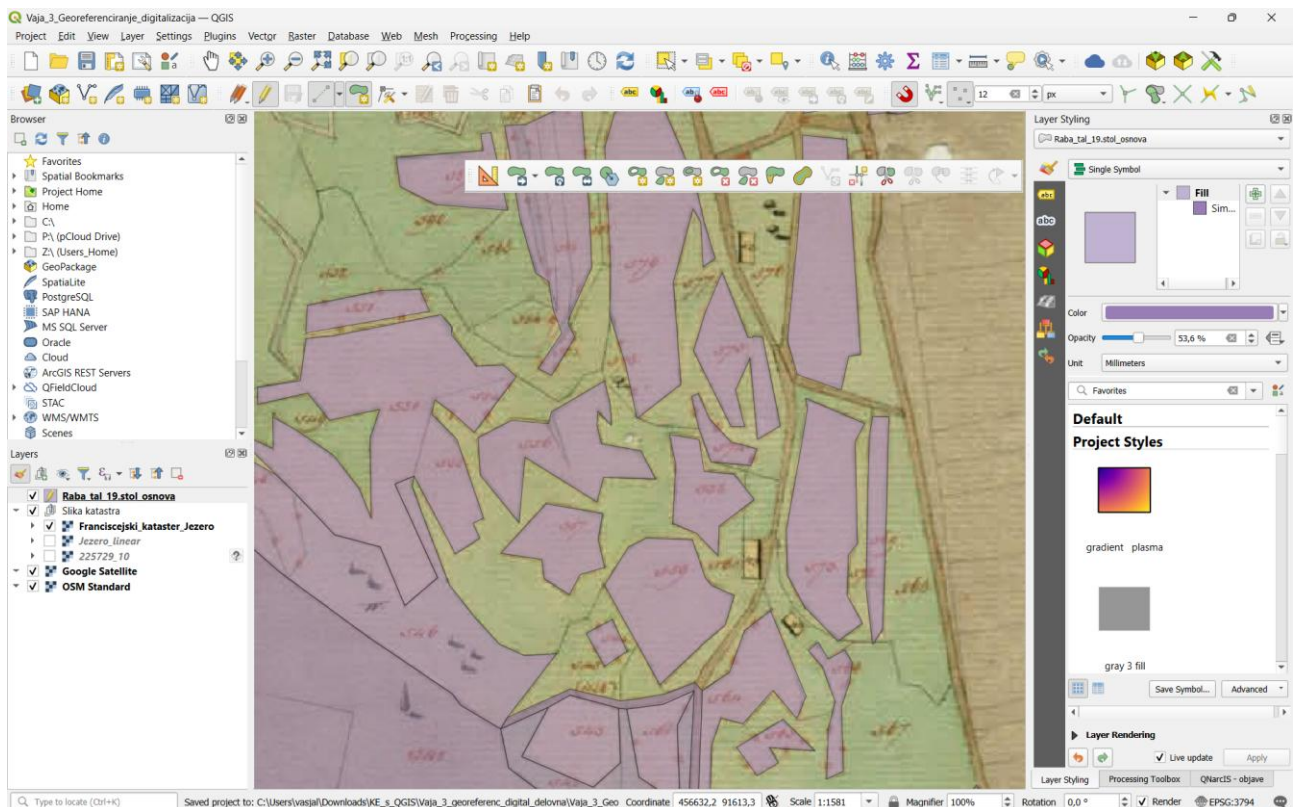 Vaja_3_Georeferenciranje_digitalizacija — QGIS
Project Edit View Layer Settings Plugins Vector Raster Database Web Mesh Processing Help
12 px
Browser
Favorites
Spatial Bookmarks
Project Home
Home
C:\
P:\ (pCloud Drive)
Z:\ (Users_Home)
GeoPackage
SpatiaLite
PostgreSQL
SAP HANA
MS SQL Server
Oracle
Cloud
ArcGIS REST Servers
QFieldCloud
STAC
WMS/WMTS
Scenes
Layers
Raba_tal_19.stol_osnova
Slika katastra
Franciscejski_kataster_Jezero
Jezero_linear
225729_10 ?
Google Satellite
OSM Standard
Layer Styling
Raba_tal_19.stol_osnova
Single Symbol
Fill
Sim...
Color
Opacity 53,6 %
Unit Millimeters
Favorites
Default
Project Styles
gradient plasma
gray 3 fill
Save Symbol... Advanced
Layer Rendering
Live update Apply
Layer Styling Processing Toolbox QNarcIS - objave
Type to locate (Ctrl+K) Saved project to: C:\Users\vasjal\Downloads\KE_s_QGIS\Vaja_3_georeferenc_digital_delovna\Vaja_3_Geo Coordinate 456632,2 91613,3 Scale 1:1581 Magnifier 100% Rotation 0,0 ° Render EPSG:3794